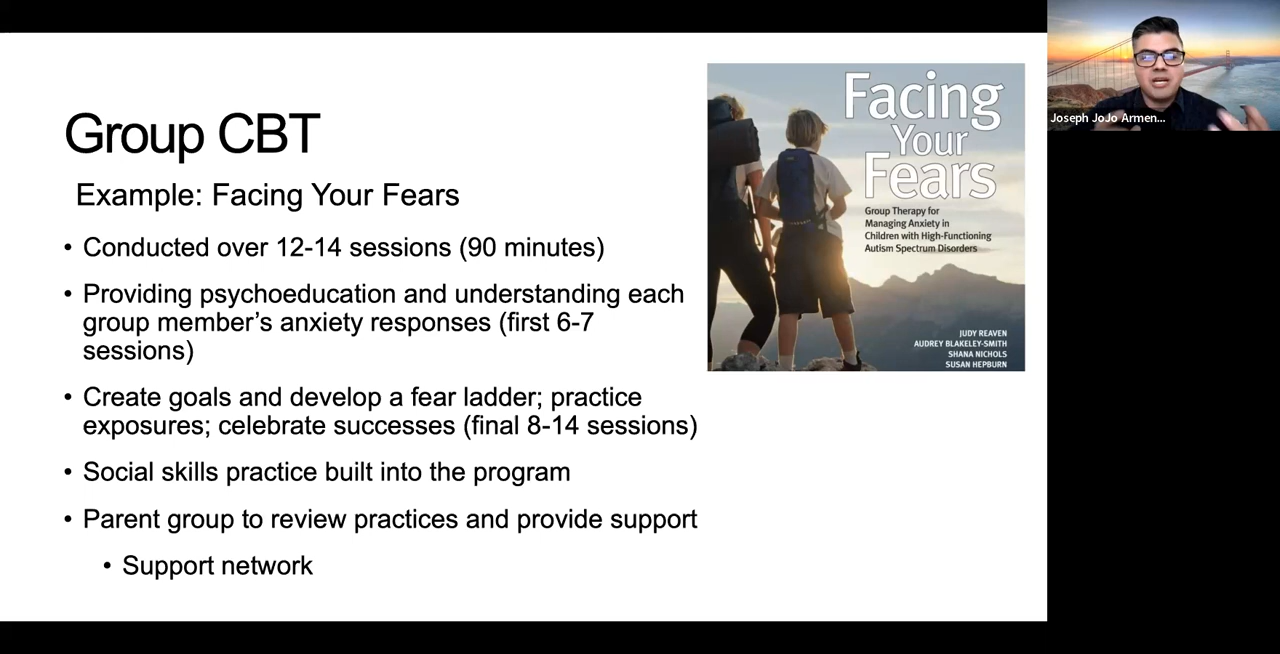 Group CBT
Example: Facing Your Fears
• Conducted over 12-14 sessions (90 minutes)
• Providing psychoeducation and understanding each
group member’s anxiety responses (first 6-7
sessions)
• Create goals and develop a fear ladder; practice
exposures; celebrate successes (final 8-14 sessions)
• Social skills practice built into the program
• Parent group to review practices and provide support
• Support network
Facing
Your
Fears
Group Therapy for
Managing Anxiety in
Children with High-Functioning
Autism Spectrum Disorders
JUDY REAVEN
AUDREY BLAKELEY-SMITH
SHANA NICHOLS
SUSAN HEPBURN
Joseph JoJo Armen...